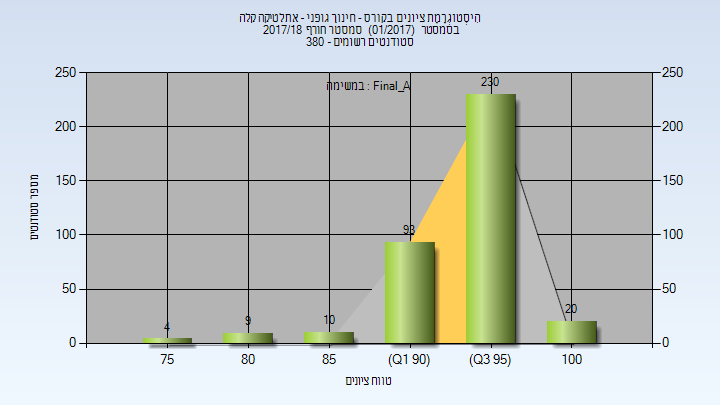 היסטוגרמת ציונים בקורס - חינוך גופני - אתלטיקה קלה
בסמסטר (01/2017) סמסטר חורף 2017/18
סטודנטים רשומים - 380
במשימה : Final_A
250 250
200 200
150 150
100 100
50 50
0 0
230
93
20
10
9
4
מספר סטודנטים
75 80 85 (Q1 90) (Q3 95) 100
טווח ציונים